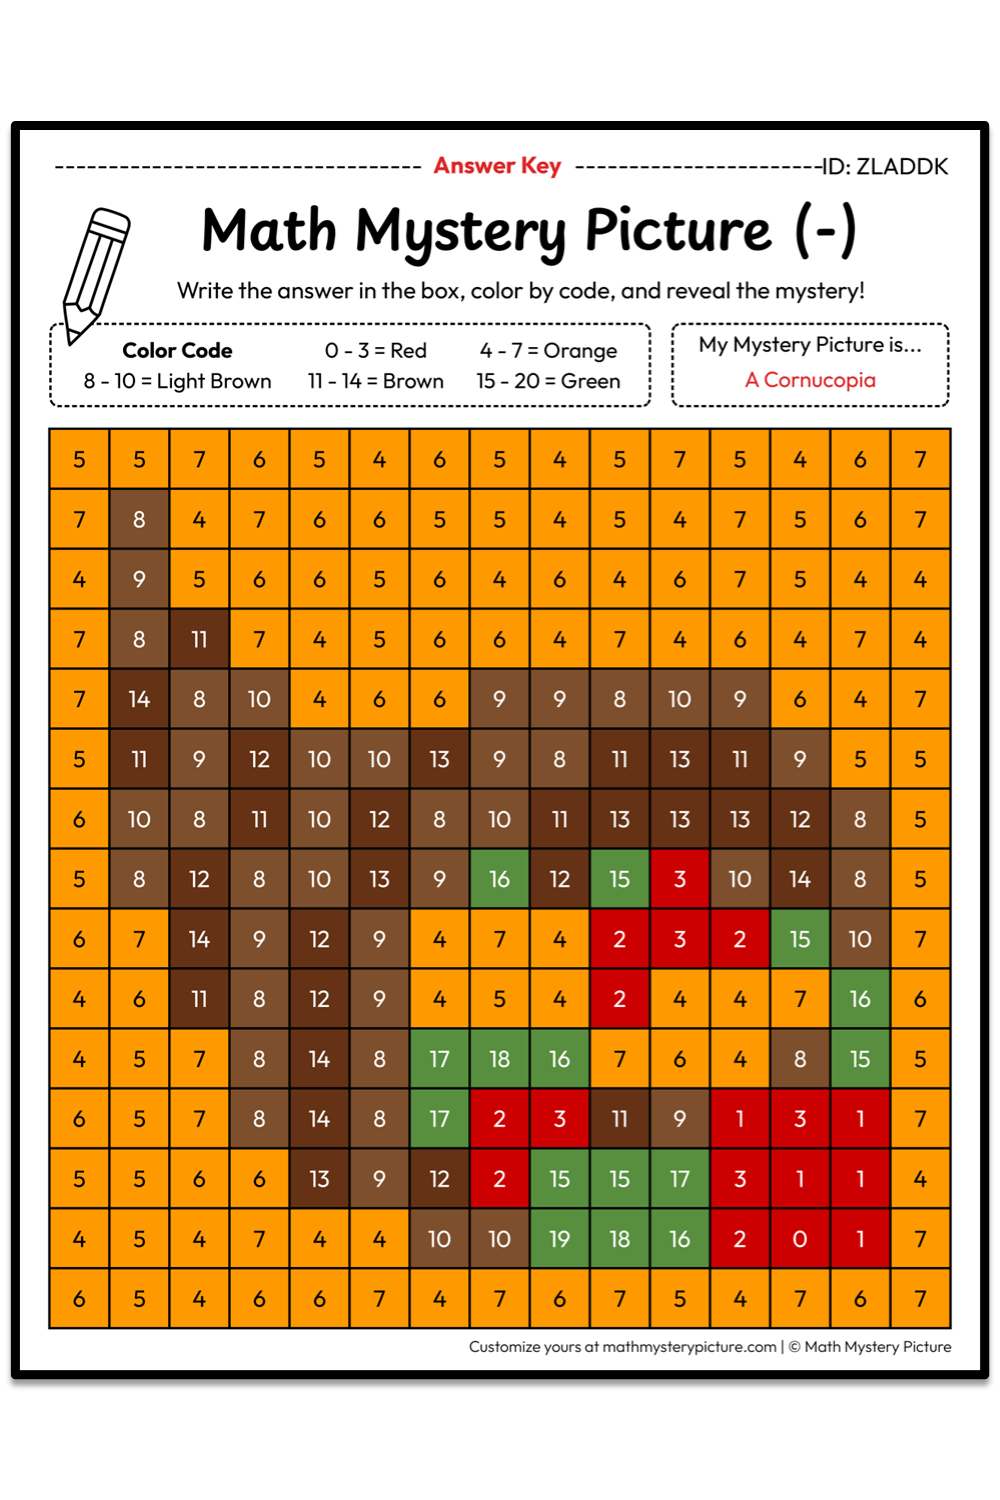 Answer Key
ID: ZLADDK
Math Mystery Picture (-)
Write the answer in the box, color by code, and reveal the mystery!
Color Code 0 - 3 = Red 4 - 7 = Orange
8 - 10 = Light Brown 11 - 14 = Brown 15 - 20 = Green
My Mystery Picture is...
A Cornucopia
5 5 7 6 5 4 6 5 4 5 7 5 4 6 7
7 8 4 7 6 6 5 5 4 5 4 7 5 6 7
4 9 5 6 6 5 6 4 6 4 6 7 5 4 4
7 8 11 7 4 5 6 6 4 7 4 6 4 7 4
7 14 8 10 4 6 6 9 9 8 10 9 6 4 7
5 11 9 12 10 10 13 9 8 11 13 11 9 5 5
6 10 8 11 10 12 8 10 11 13 13 13 12 8 5
5 8 12 8 10 13 9 16 12 15 3 10 14 8 5
6 7 14 9 12 9 4 7 4 2 3 2 15 10 7
4 6 11 8 12 9 4 5 4 2 4 4 7 16 6
4 5 7 8 14 8 17 18 16 7 6 4 8 15 5
6 5 7 8 14 8 17 2 3 11 9 1 3 1 7
5 5 6 6 13 9 12 2 15 15 17 3 1 1 4
4 5 4 7 4 4 10 10 19 18 16 2 0 1 7
6 5 4 6 6 7 4 7 6 7 5 4 7 6 7
Customize yours at mathmysterypicture.com | © Math Mystery Picture